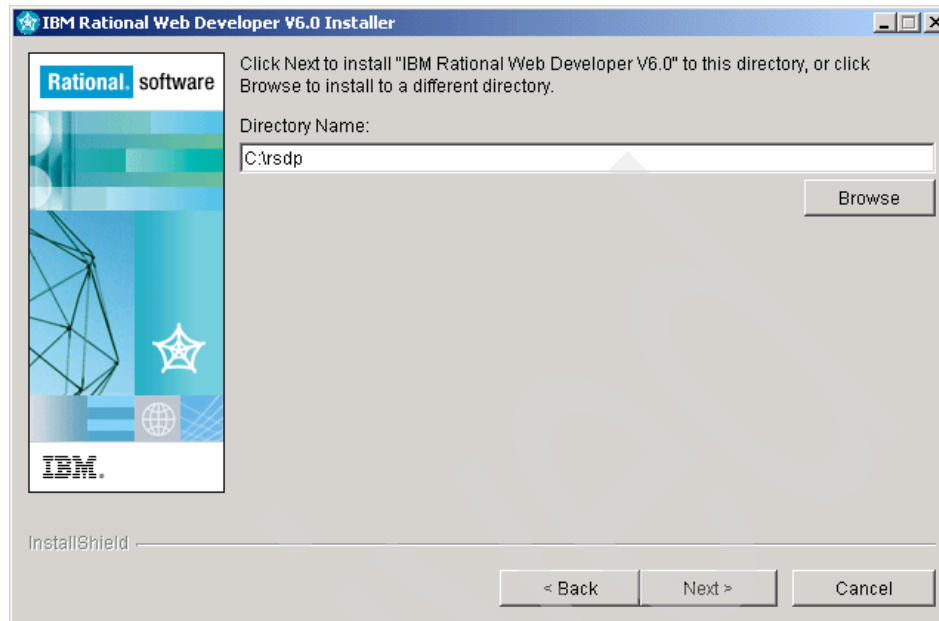 IBM Rational Web Developer V6.0 Installer
Rational. software
Click Next to install "IBM Rational Web Developer V6.0" to this directory, or click
Browse to install to a different directory.
Directory Name:
C:\rsdp
Browse
IBM.
InstallShield
< Back Next > Cancel